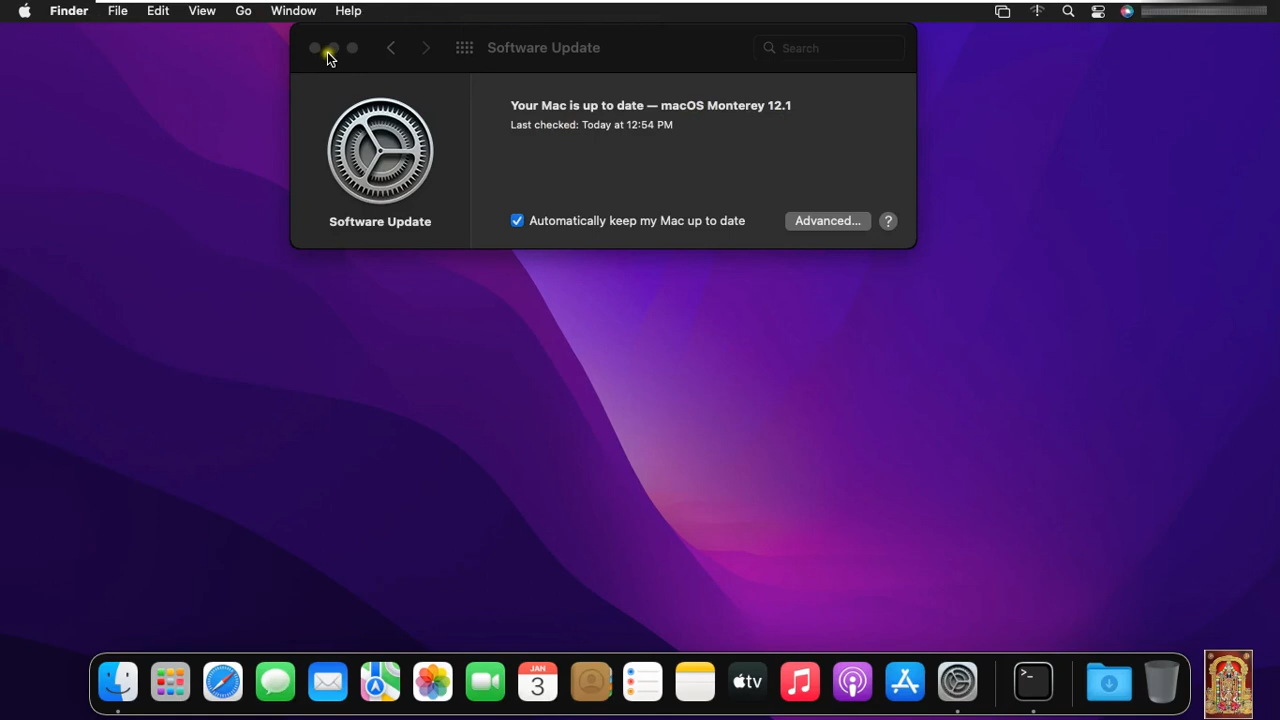 Finder File Edit View Go Window Help
Software Update
Search
Your Mac is up to date — macOS Monterey 12.1
Last checked: Today at 12:54 PM
Software Update
Automatically keep my Mac up to date
Advanced...
?
JAN
3
tv
>_